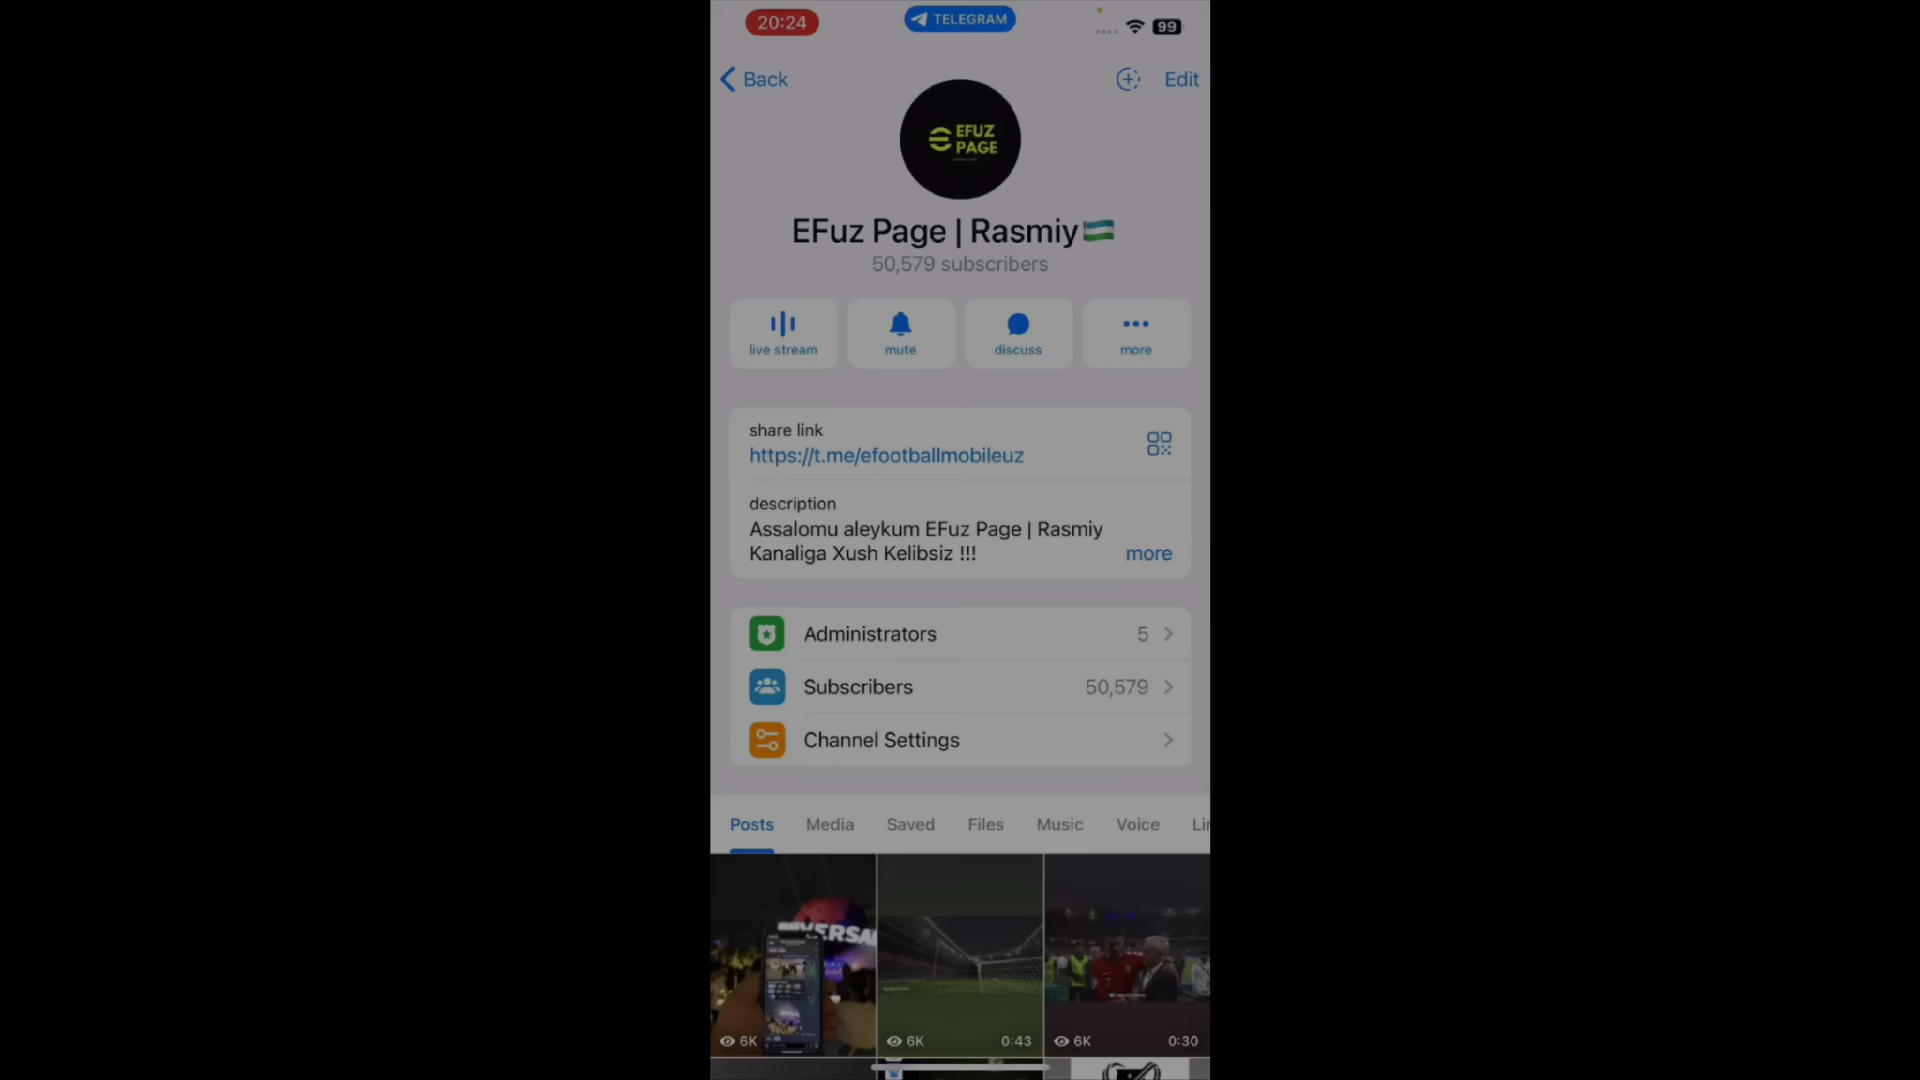 20:24
TELEGRAM
99
Back
Edit
EFUZ
PAGE
EFuz Page | Rasmiy🇺🇿
50,579 subscribers
live stream
mute
discuss
more
share link
https://t.me/efootballmobileuz
description
Assalomu aleykum EFuz Page | Rasmiy
Kanaliga Xush Kelibsiz !!!
more
Administrators 5
Subscribers 50,579
Channel Settings
Posts Media Saved Files Music Voice Li
6K
6K 0:43
6K 0:30